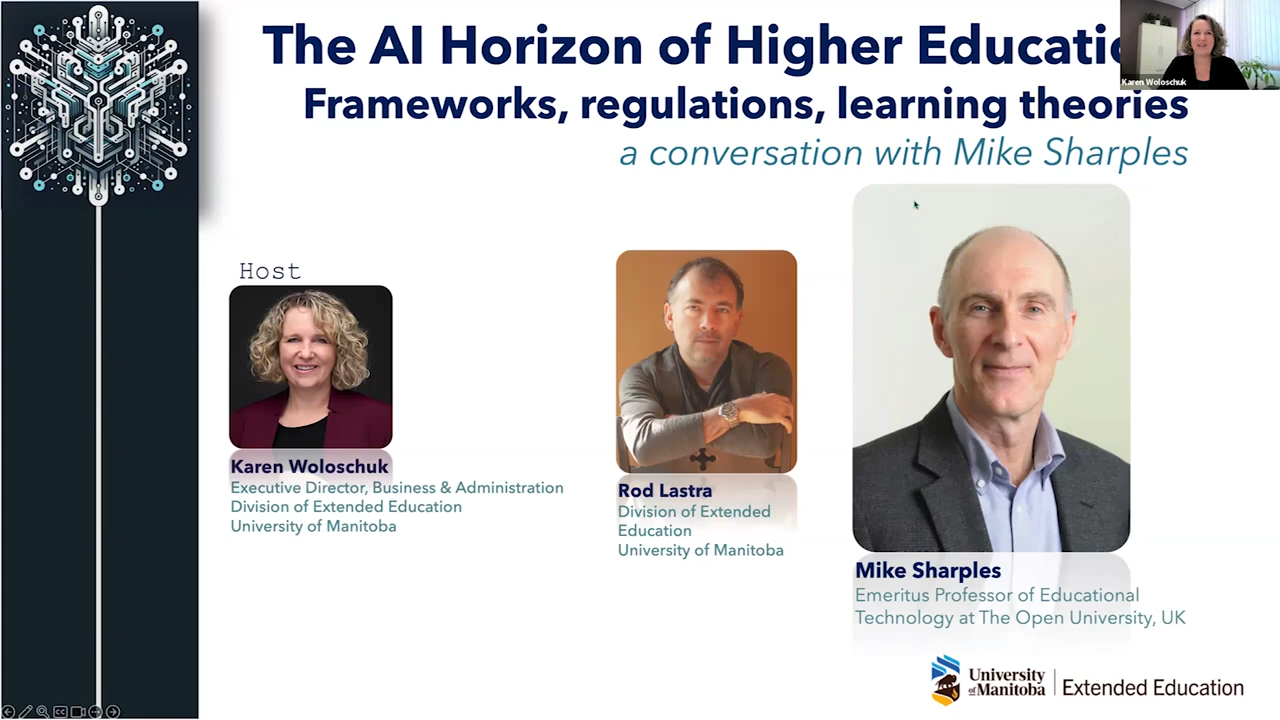 The AI Horizon of Higher Educatio
Karen Woloschuk
Frameworks, regulations, learning theories
a conversation with Mike Sharples
Host
Karen Woloschuk
Executive Director, Business & Administration
Division of Extended Education
University of Manitoba
Rod Lastra
Division of Extended
Education
University of Manitoba
Mike Sharples
Emeritus Professor of Educational
Technology at The Open University, UK
University
of Manitoba
Extended Education